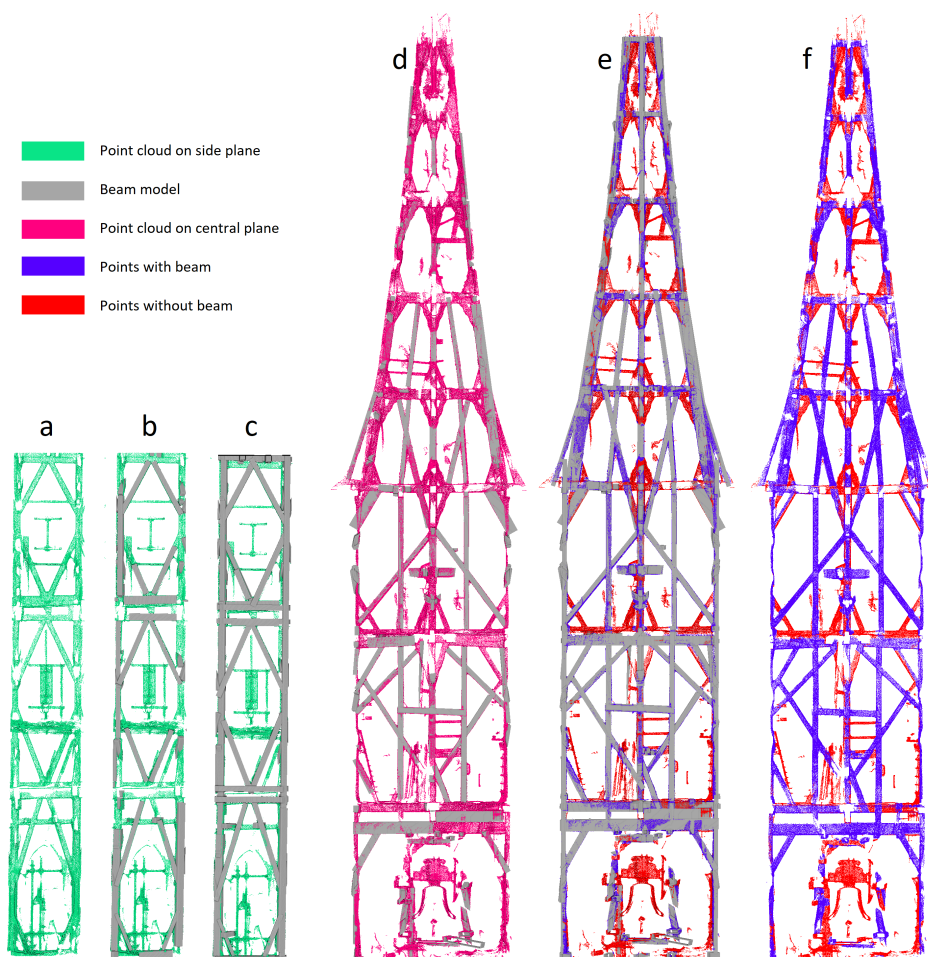 d
e
f
Point cloud on side plane
Beam model
Point cloud on central plane
Points with beam
Points without beam
a
b
c